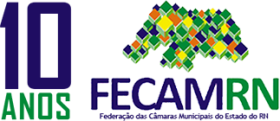 10
ANOS
FECAMRN
Federação das Câmaras Municipais do Estado do RN